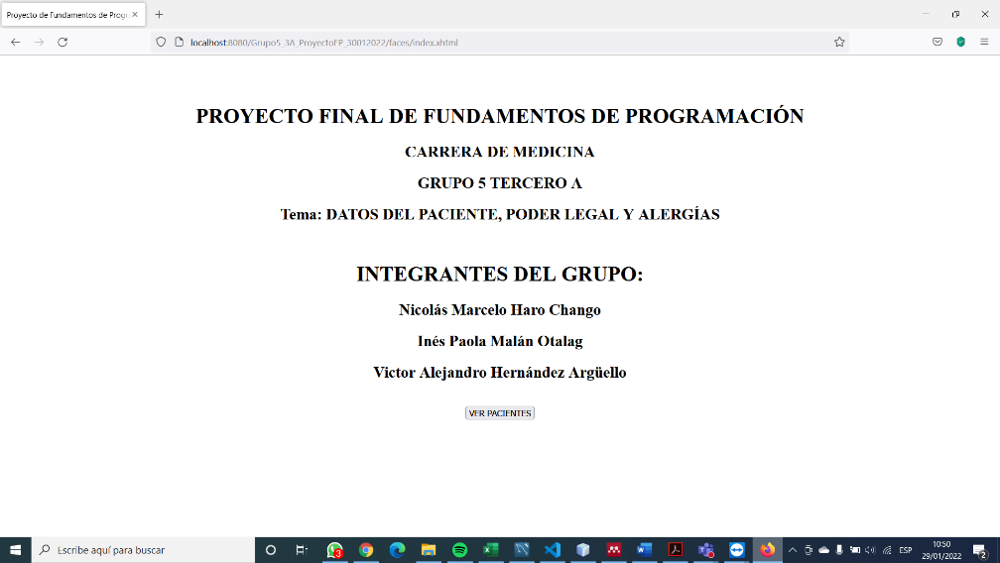 Proyecto de Fundamentos de Progr
localhost:8080/Grupo5_3A_ProyectoFP_30012022/faces/index.xhtml
PROYECTO FINAL DE FUNDAMENTOS DE PROGRAMACIÓN
CARRERA DE MEDICINA
GRUPO 5 TERCERO A
Tema: DATOS DEL PACIENTE, PODER LEGAL Y ALERGÍAS
INTEGRANTES DEL GRUPO:
Nicolás Marcelo Haro Chango
Inés Paola Malán Otalag
Victor Alejandro Hernández Argüello
VER PACIENTES
Escribe aquí para buscar
3
ESP
10:50
29/01/2022
2